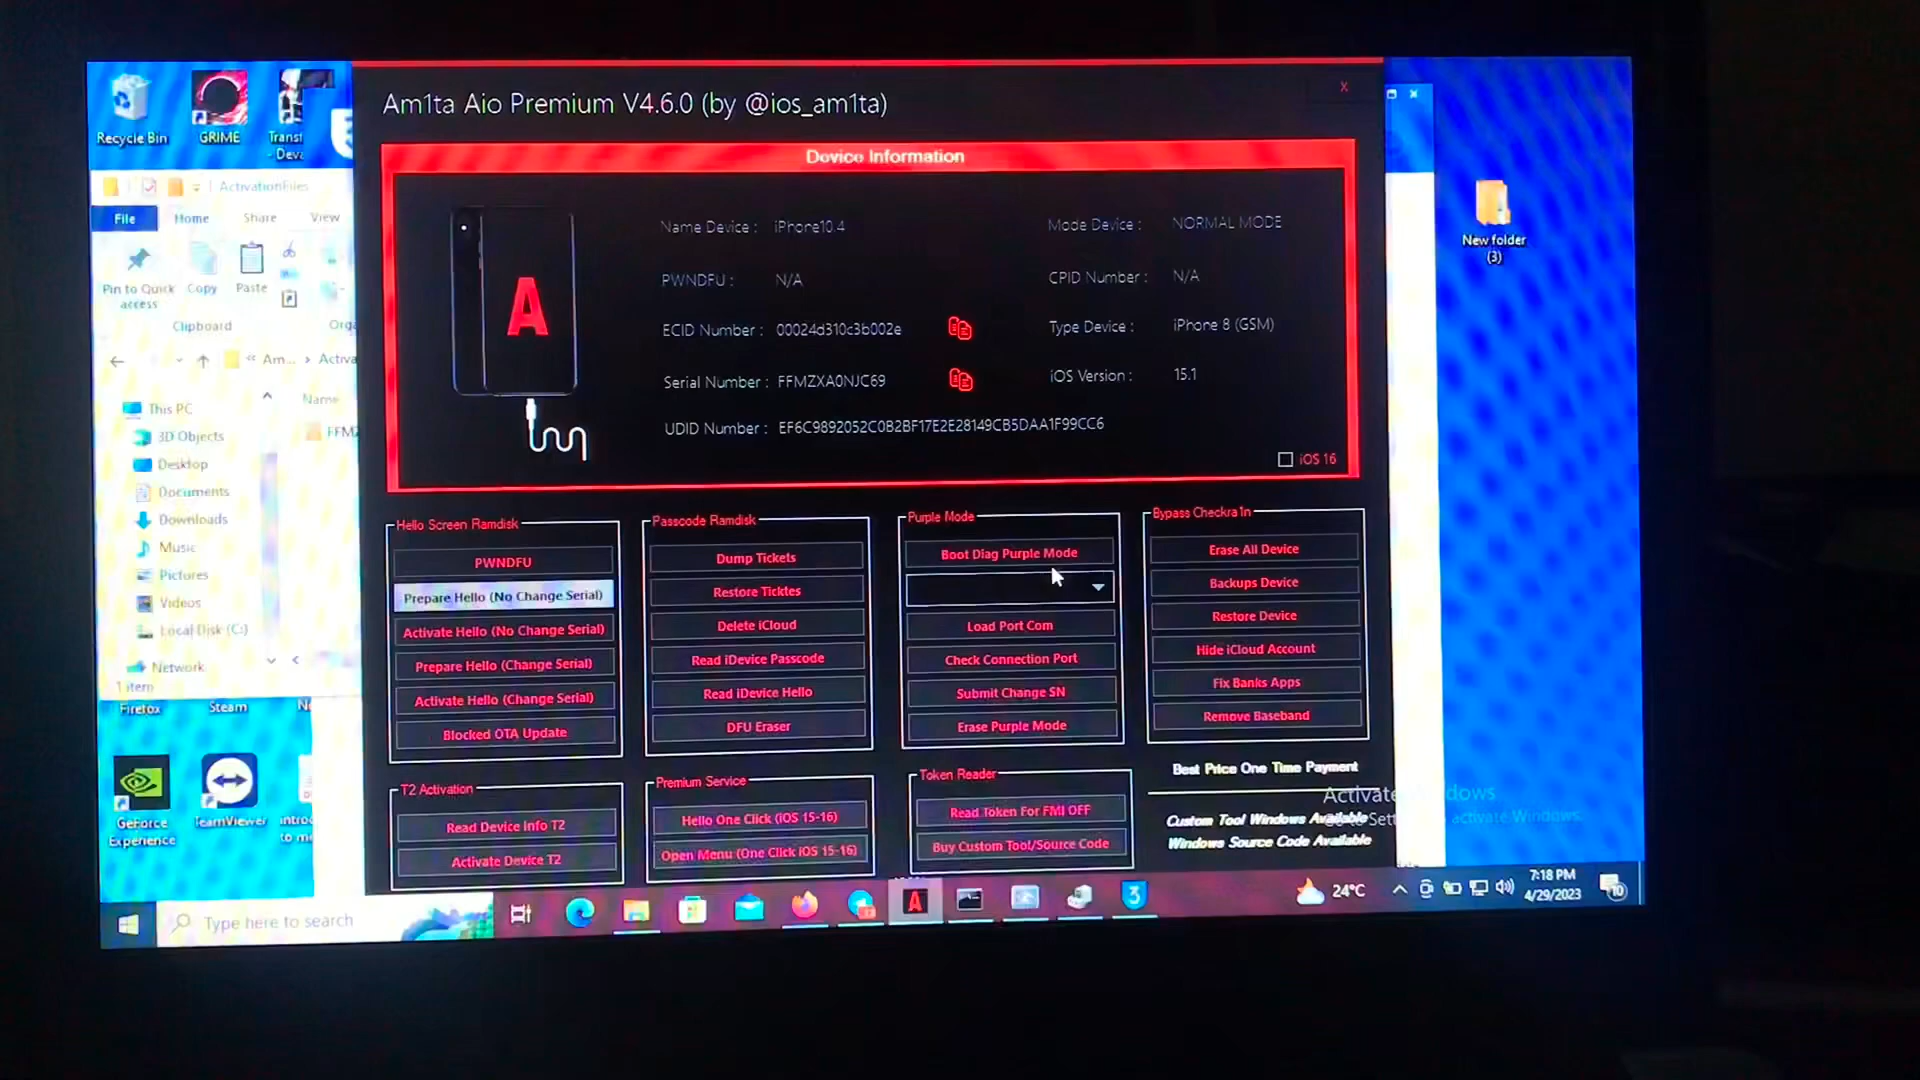 Recycle Bin
GRIME
Am1ta Aio Premium V4.6.0 (by @ios_am1ta)
X
Device Information
Name Device : iPhone10.4
Mode Device : NORMAL MODE
PWNDFU : N/A
CPID Number : N/A
ECID Number : 00024d310c3b002e
Type Device : iPhone 8 (GSM)
Serial Number : FFMZXA0NJC69
iOS Version : 15.1
UDID Number : EF6C9892052C0B2BF17E2E28149CB5DAA1F99CC6
iOS 16
A
ActivationFiles
File Home Share View
Pin to Quick access
Copy
Paste
Clipboard
Name
This PC
3D Objects
Desktop
Documents
Downloads
Music
Pictures
Videos
Local Disk (C:)
Network
1 item
Firefox
Steam
GeForce Experience
TeamViewer
New folder (3)
Hello Screen Ramdisk
PWNDFU
Prepare Hello (No Change Serial)
Activate Hello (No Change Serial)
Prepare Hello (Change Serial)
Activate Hello (Change Serial)
Blocked OTA Update
Passcode Ramdisk
Dump Tickets
Restore Ticktes
Delete iCloud
Read iDevice Passcode
Read iDevice Hello
DFU Eraser
Purple Mode
Boot Diag Purple Mode
Load Port Com
Check Connection Port
Submit Change SN
Erase Purple Mode
Bypass Checkra1n
Erase All Device
Backups Device
Restore Device
Hide iCloud Account
Fix Banks Apps
Remove Baseband
T2 Activation
Read Device Info T2
Activate Device T2
Premium Service
Hello One Click (iOS 15-16)
Open Menu (One Click iOS 15-16)
Token Reader
Read Token For FMI OFF
Buy Custom Tool/Source Code
Best Price One Time Payment
Custom Tool Windows Available
Windows Source Code Available
Type here to search
A
3
24°C
7:18 PM
4/29/2023
10